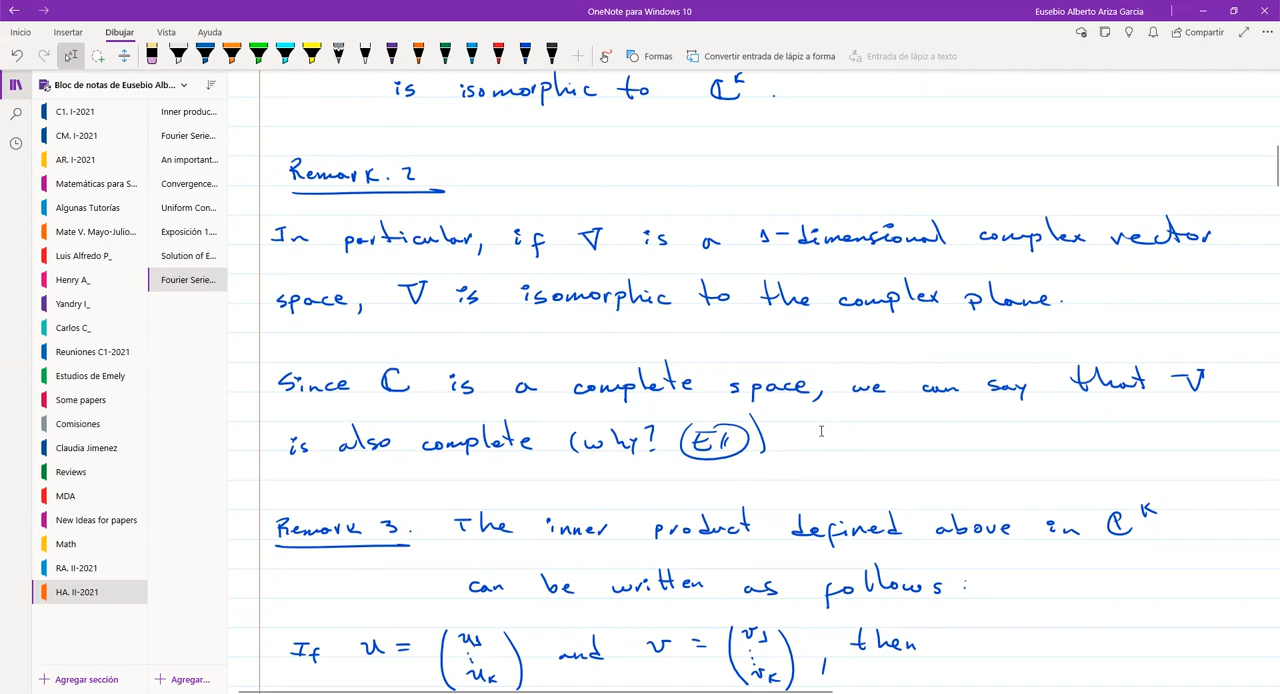 OneNote para Windows 10
Eusebio Alberto Ariza Garcia
Inicio
Insertar
Dibujar
Vista
Ayuda
Compartir
Formas
Convertir entrada de lápiz a forma
Entrada de lápiz a texto
Bloc de notas de Eusebio Alb...
C1. I-2021
CM. I-2021
AR. I-2021
Matemáticas para S...
Algunas Tutorías
Mate V. Mayo-Julio...
Luis Alfredo P_
Henry A_
Yandry I_
Carlos C_
Reuniones C1-2021
Estudios de Emely
Some papers
Comisiones
Claudia Jimenez
Reviews
MDA
New Ideas for papers
Math
RA. II-2021
HA. II-2021
Agregar sección
Inner produc...
Fourier Serie...
An important...
Convergence...
Uniform Con...
Exposición 1....
Solution of E...
Fourier Serie...
Agregar...
is isomorphic to ℂᴷ.
Remark. 2
In particular, if V is a 1-dimensional complex vector
space, V is isomorphic to the complex plane.
Since ℂ is a complete space, we can say that V
is also complete (why? E11)
Remark 3. The inner product defined above in ℂᴷ
can be written as follows:
If u = (u₁ ⋮ uₖ) and v = (v₁ ⋮ vₖ), then